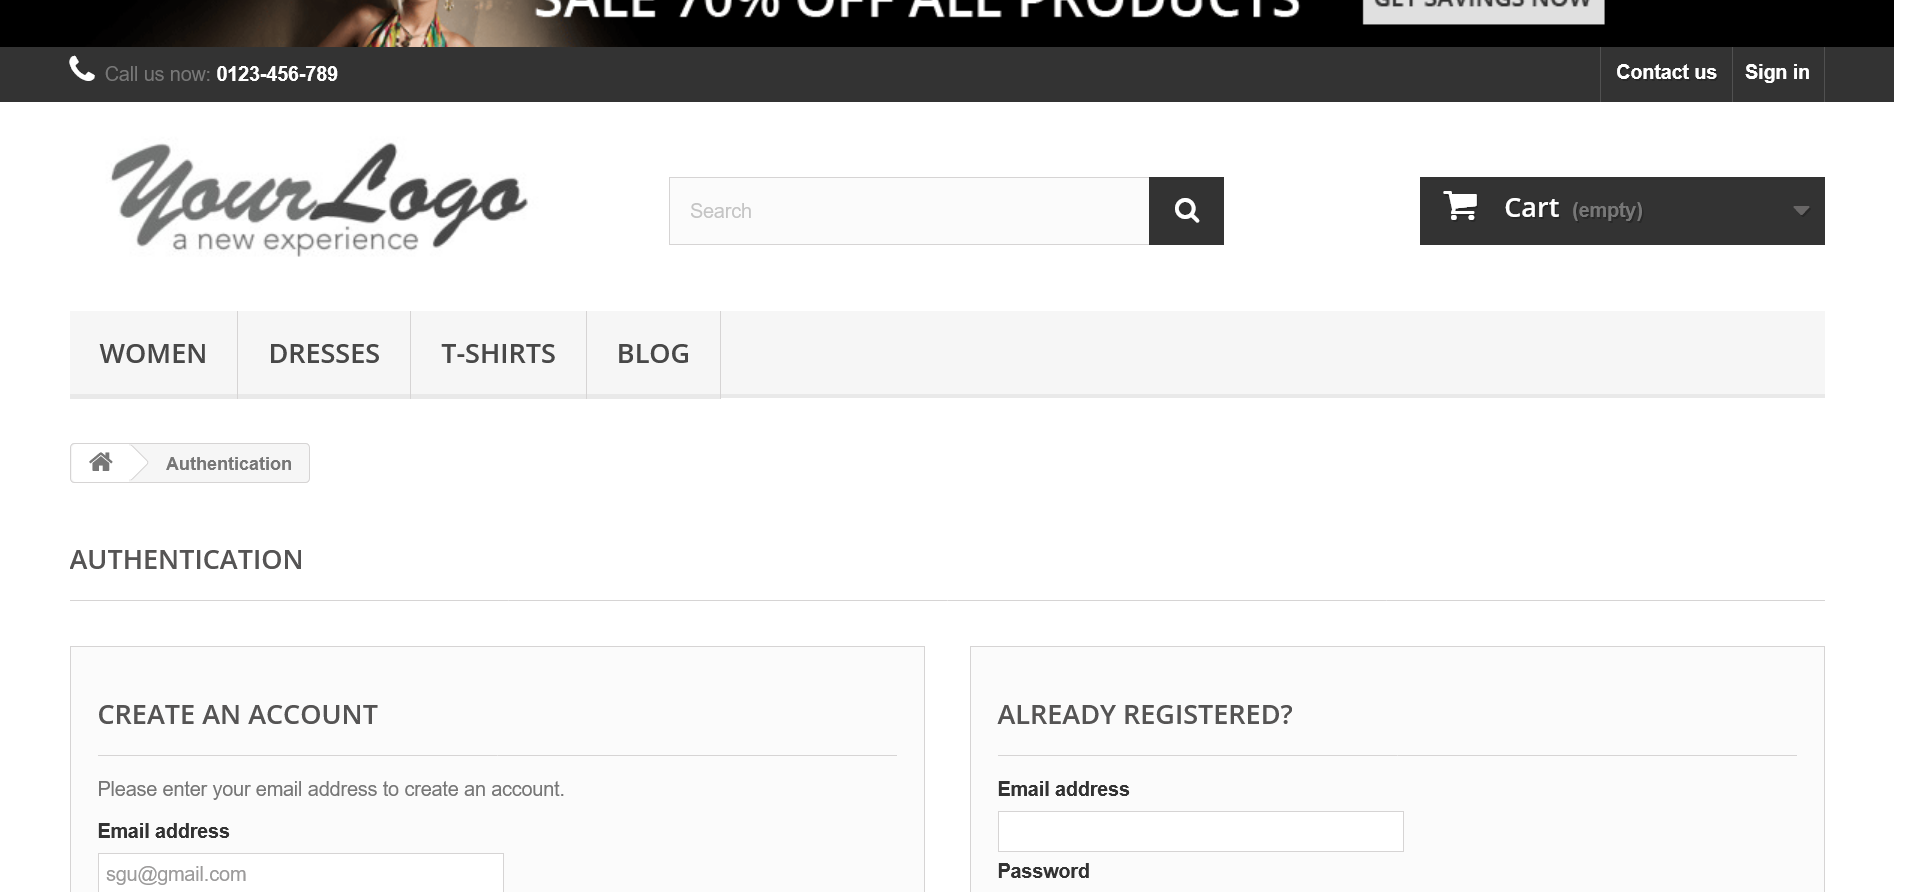 SALE 70% OFF ALL PRODUCTS
GET SAVINGS NOW
Call us now: 0123-456-789
Contact us
Sign in
YourLogo
a new experience
Search
Cart (empty)
WOMEN
DRESSES
T-SHIRTS
BLOG
Authentication
AUTHENTICATION
CREATE AN ACCOUNT
Please enter your email address to create an account.
Email address
sgu@gmail.com
ALREADY REGISTERED?
Email address
Password